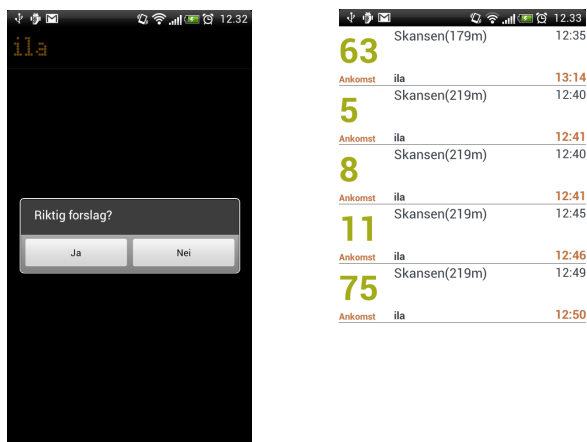 12.32
ila
Riktig forslag?
Ja Nei
12.33
63 Skansen(179m) 12:35
Ankomst ila 13:14
5 Skansen(219m) 12:40
Ankomst ila 12:41
8 Skansen(219m) 12:40
Ankomst ila 12:41
11 Skansen(219m) 12:45
Ankomst ila 12:46
75 Skansen(219m) 12:49
Ankomst ila 12:50